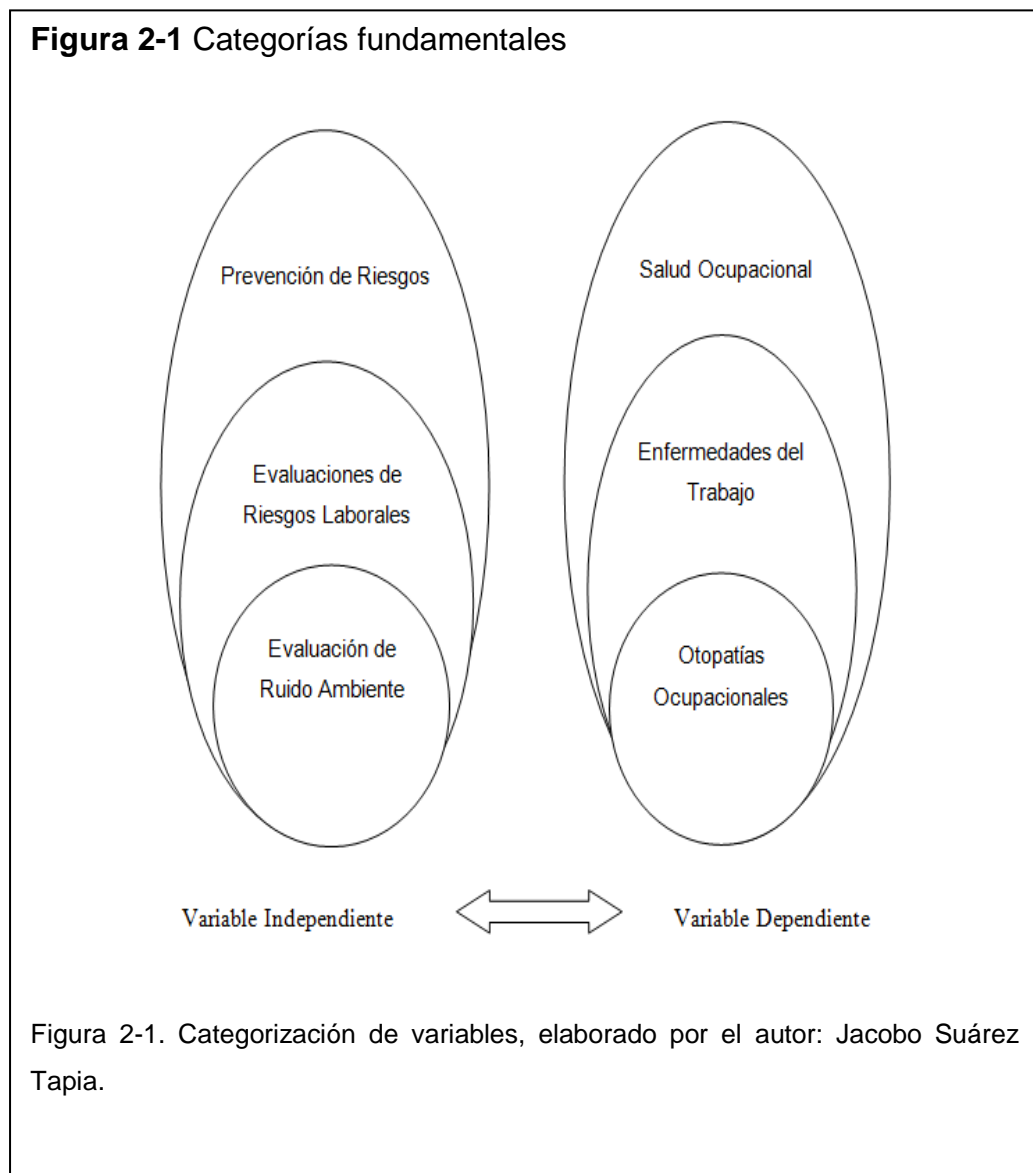 Figura 2-1 Categorías fundamentales
Prevención de Riesgos
Evaluaciones de
Riesgos Laborales
Evaluación de
Ruido Ambiente
Salud Ocupacional
Enfermedades del
Trabajo
Otopatías
Ocupacionales
Variable Independiente
Variable Dependiente
Figura 2-1. Categorización de variables, elaborado por el autor: Jacobo Suárez
Tapia.